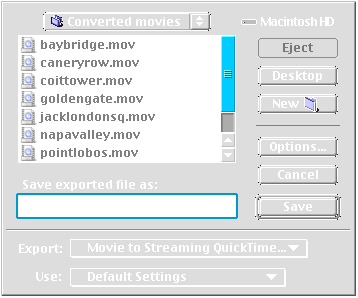 Converted movies
Macintosh HD
baybridge.mov
caneryrow.mov
coittower.mov
goldengate.mov
jacklondonsq.mov
napavalley.mov
pointlobos.mov
Eject
Desktop
New
Options...
Cancel
Save exported file as:
Save
Export: Movie to Streaming QuickTime...
Use: Default Settings